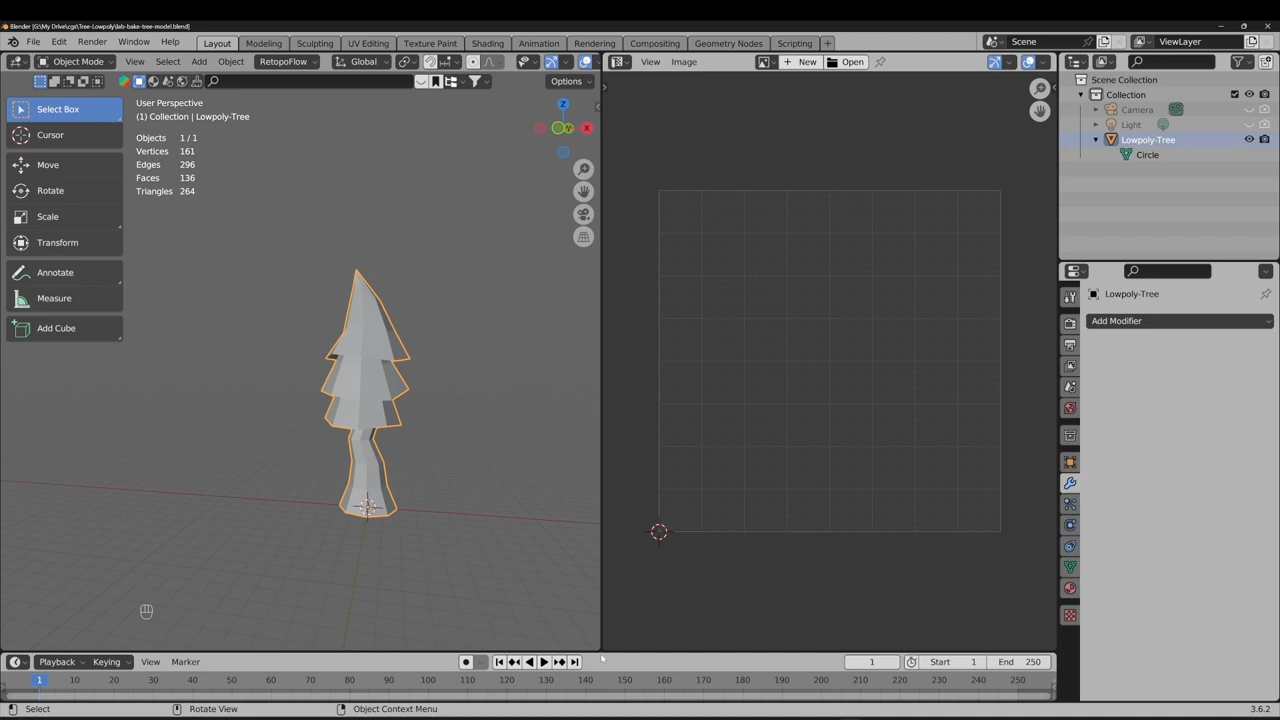 Blender [G:\My Drive\cgs\Tree-Lowpoly\lab-bake-tree-model.blend]
File Edit Render Window Help Layout Modeling Sculpting UV Editing Texture Paint Shading Animation Rendering Compositing Geometry Nodes Scripting + Scene ViewLayer
Object Mode View Select Add Object RetopoFlow Global View Image New Open
Options
Select Box
Cursor
Move
Rotate
Scale
Transform
Annotate
Measure
Add Cube
User Perspective
(1) Collection | Lowpoly-Tree
Objects 1 / 1
Vertices 161
Edges 296
Faces 136
Triangles 264
Z
Y
X
Scene Collection
Collection
Camera
Light
Lowpoly-Tree
Circle
Lowpoly-Tree
Add Modifier
Playback Keying View Marker 1 Start 1 End 250
1 10 20 30 40 50 60 70 80 90 100 110 120 130 140 150 160 170 180 190 200 210 220 230 240 250
Select Rotate View Object Context Menu 3.6.2